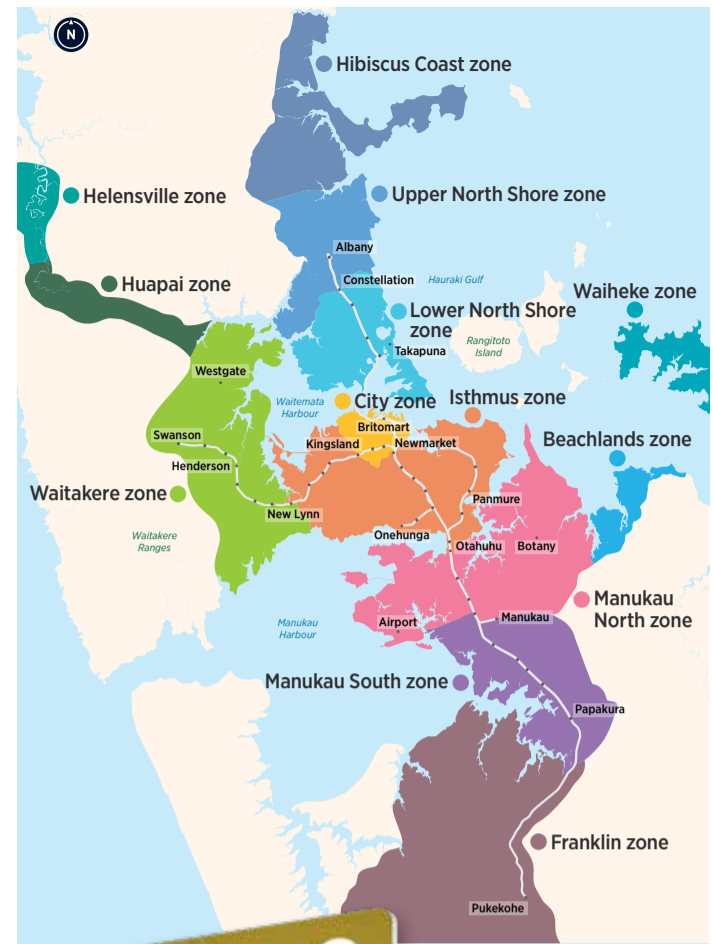 N
Hibiscus Coast zone
Helensville zone
Upper North Shore zone
Albany
Huapai zone
Constellation
Hauraki Gulf
Waiheke zone
Lower North Shore
zone
Rangitoto
Island
Takapuna
Westgate
Waitemata
Harbour
City zone
Isthmus zone
Britomart
Swanson
Kingsland
Newmarket
Beachlands zone
Henderson
Waitakere zone
Panmure
New Lynn
Waitakere
Ranges
Onehunga
Otahuhu
Botany
Manukau
North zone
Manukau
Harbour
Airport
Manukau
Manukau South zone
Papakura
Franklin zone
Pukekohe